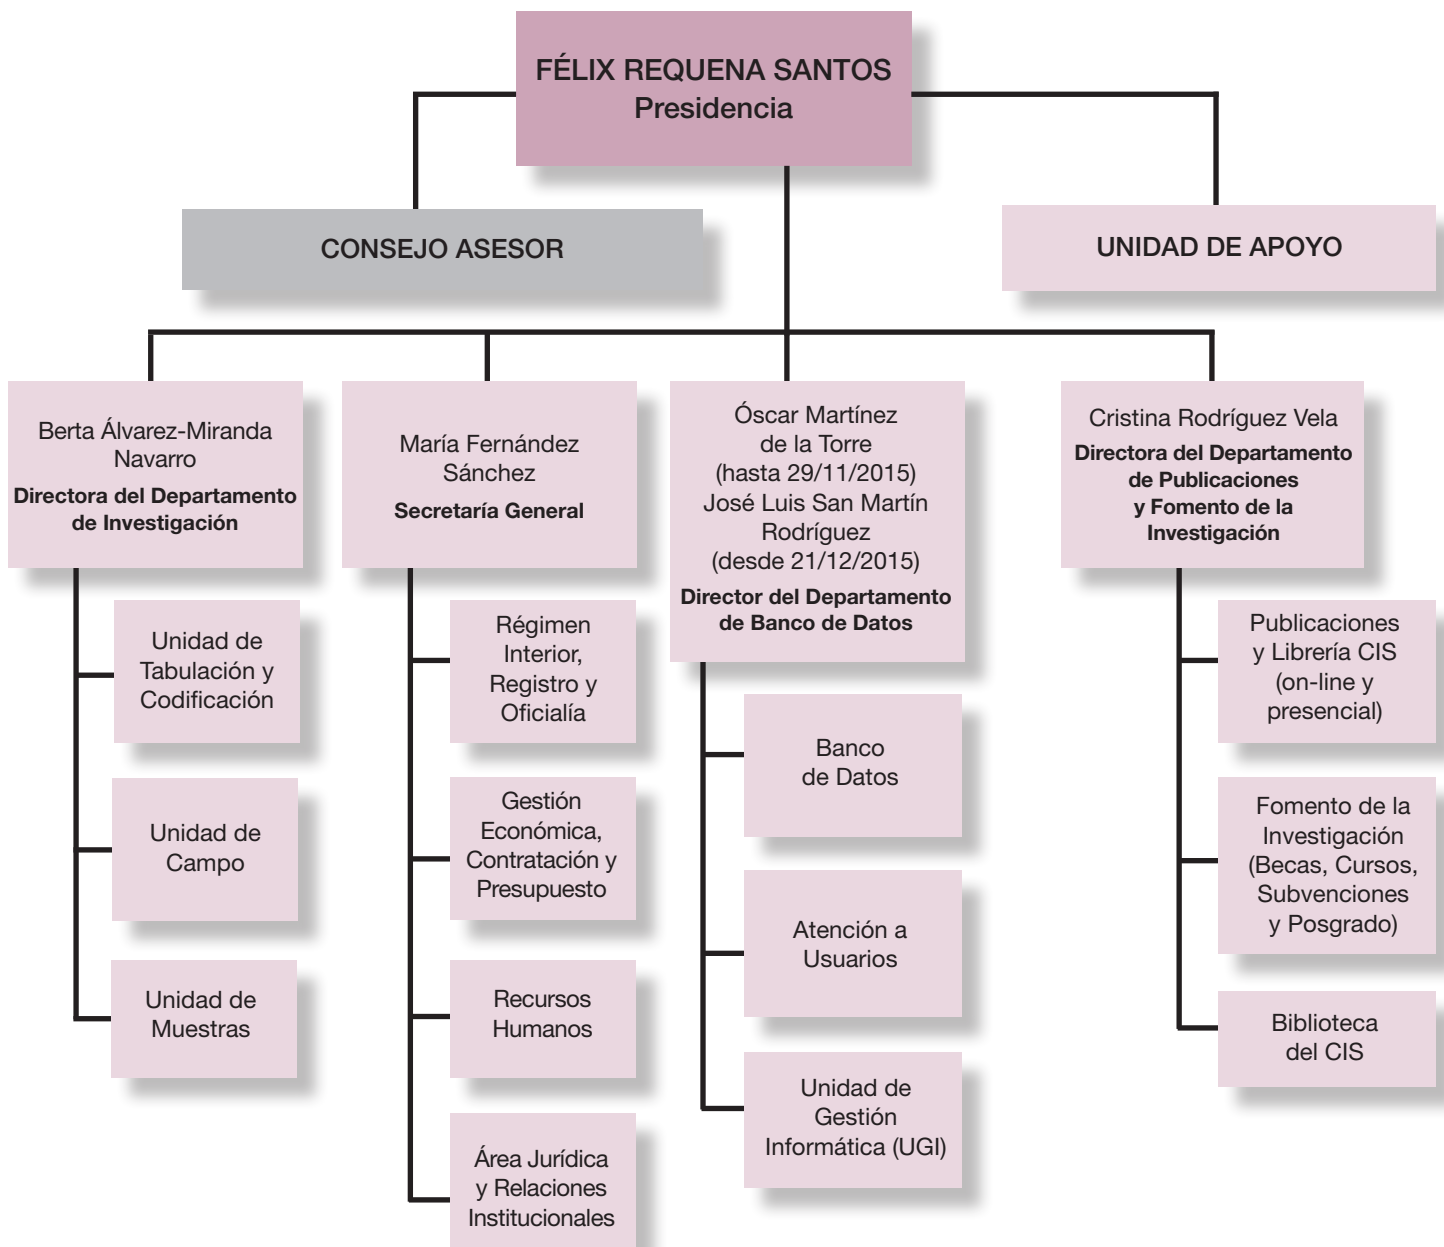 FÉLIX REQUENA SANTOS
Presidencia
CONSEJO ASESOR
UNIDAD DE APOYO
Berta Álvarez-Miranda
Navarro
Directora del Departamento
de Investigación
María Fernández
Sánchez
Secretaría General
Óscar Martínez
de la Torre
(hasta 29/11/2015)
José Luis San Martín
Rodríguez
(desde 21/12/2015)
Director del Departamento
de Banco de Datos
Cristina Rodríguez Vela
Directora del Departamento
de Publicaciones
y Fomento de la
Investigación
Unidad de
Tabulación y
Codificación
Unidad de
Campo
Unidad de
Muestras
Régimen
Interior,
Registro y
Oficialía
Gestión
Económica,
Contratación y
Presupuesto
Recursos
Humanos
Área Jurídica
y Relaciones
Institucionales
Banco
de Datos
Atención a
Usuarios
Unidad de
Gestión
Informática (UGI)
Publicaciones
y Librería CIS
(on-line y
presencial)
Fomento de la
Investigación
(Becas, Cursos,
Subvenciones
y Posgrado)
Biblioteca
del CIS